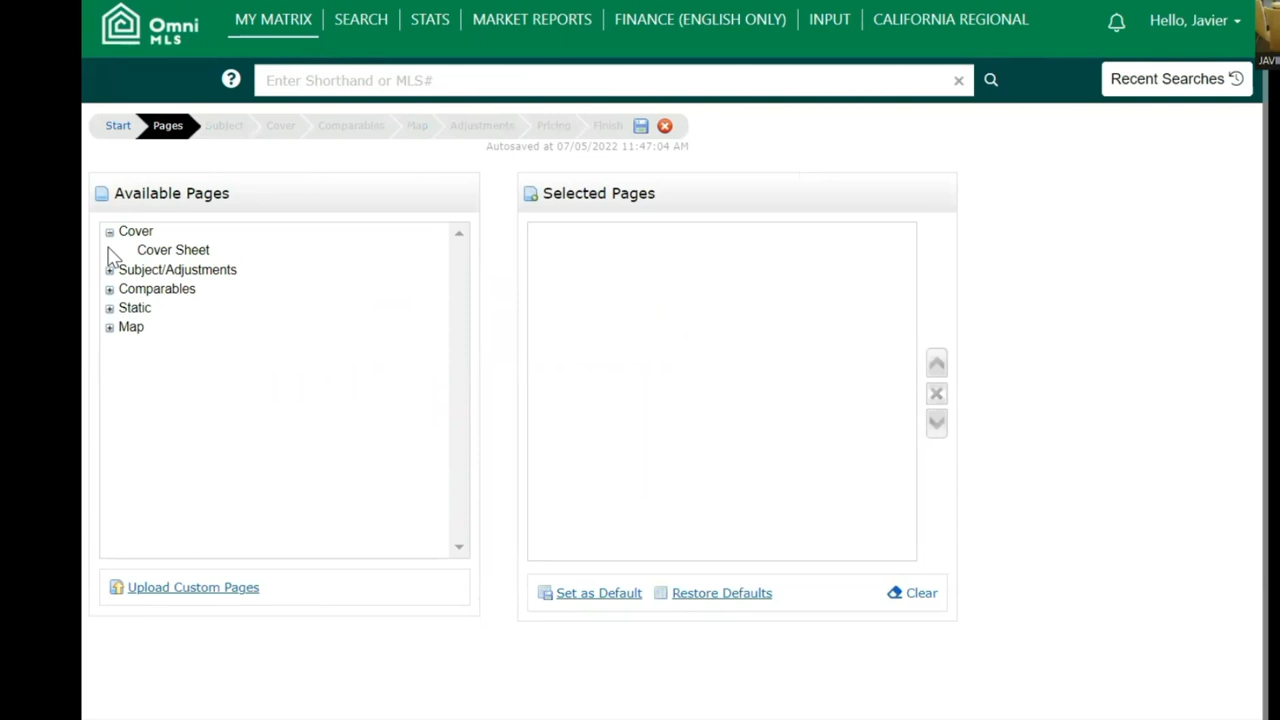 Omni MLS
MY MATRIX SEARCH STATS MARKET REPORTS FINANCE (ENGLISH ONLY) INPUT CALIFORNIA REGIONAL Hello, Javier
? Enter Shorthand or MLS# Recent Searches
Start Pages Subject Cover Comparables Map Adjustments Pricing Finish
Autosaved at 07/05/2022 11:47:04 AM
Available Pages
Cover
Cover Sheet
Subject/Adjustments
Comparables
Static
Map
Upload Custom Pages
Selected Pages
Set as Default Restore Defaults Clear